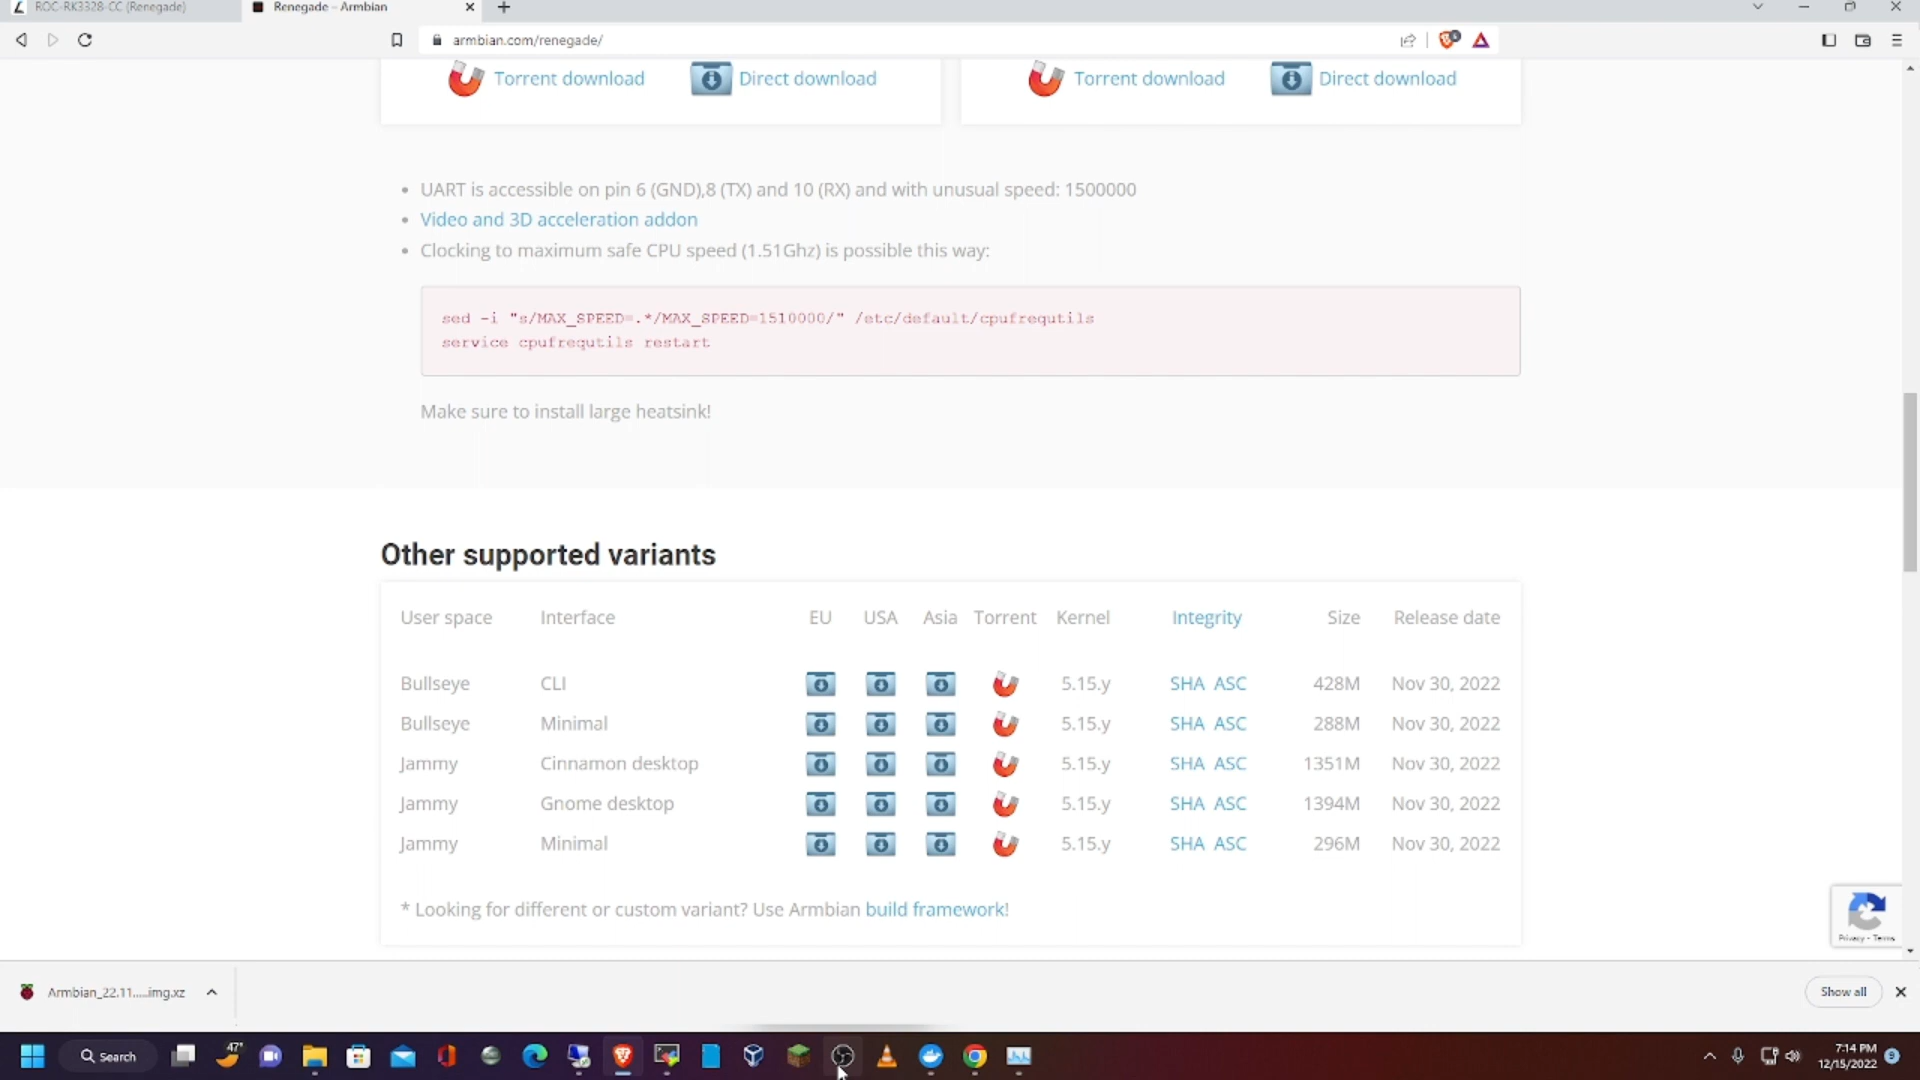 ROC-RK3328-CC (Renegade)
Renegade – Armbian
armbian.com/renegade/
Torrent download Direct download Torrent download Direct download
• UART is accessible on pin 6 (GND),8 (TX) and 10 (RX) and with unusual speed: 1500000
• Video and 3D acceleration addon
• Clocking to maximum safe CPU speed (1.51Ghz) is possible this way:
sed -i "s/MAX_SPEED=.*/MAX_SPEED=1510000/" /etc/default/cpufrequtils
service cpufrequtils restart
Make sure to install large heatsink!
Other supported variants
User space Interface EU USA Asia Torrent Kernel Integrity Size Release date
Bullseye CLI 5.15.y SHA ASC 428M Nov 30, 2022
Bullseye Minimal 5.15.y SHA ASC 288M Nov 30, 2022
Jammy Cinnamon desktop 5.15.y SHA ASC 1351M Nov 30, 2022
Jammy Gnome desktop 5.15.y SHA ASC 1394M Nov 30, 2022
Jammy Minimal 5.15.y SHA ASC 296M Nov 30, 2022
* Looking for different or custom variant? Use Armbian build framework!
Privacy - Terms
Armbian_22.11.....img.xz
Show all
Search
47°
7:14 PM
12/15/2022